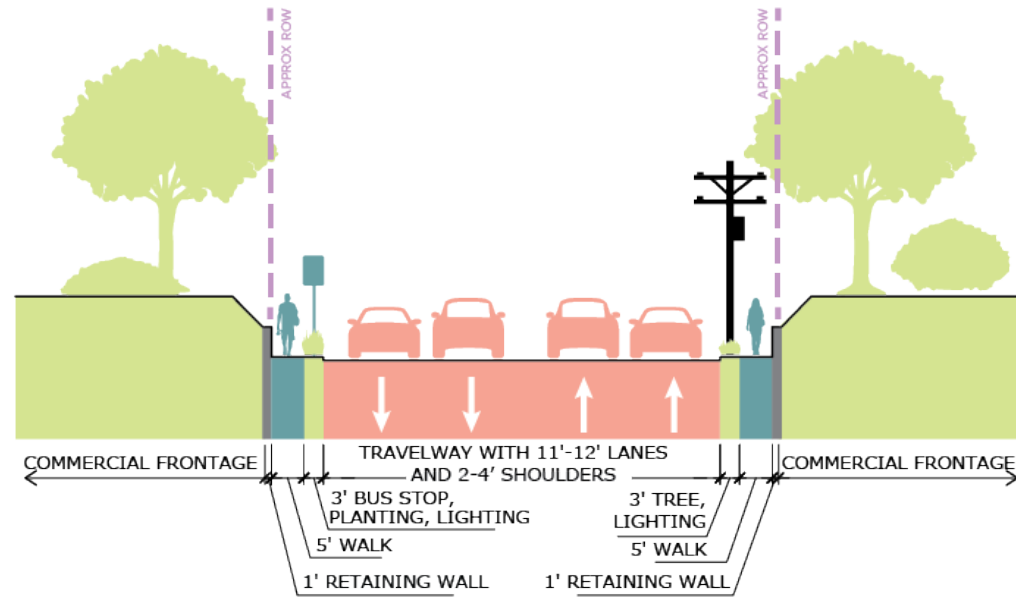 APPROX ROW
APPROX ROW
COMMERCIAL FRONTAGE
TRAVELWAY WITH 11'-12' LANES
AND 2-4' SHOULDERS
COMMERCIAL FRONTAGE
3' BUS STOP,
PLANTING, LIGHTING
3' TREE,
LIGHTING
5' WALK
5' WALK
1' RETAINING WALL
1' RETAINING WALL